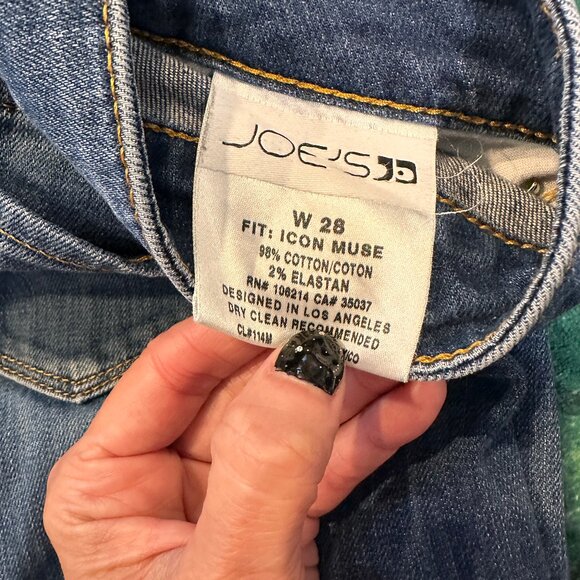 JOE'S
W 28
FIT: ICON MUSE
98% COTTON/COTON
2% ELASTAN
RN# 106214 CA# 35037
DESIGNED IN LOS ANGELES
DRY CLEAN RECOMMENDED
CL#114M